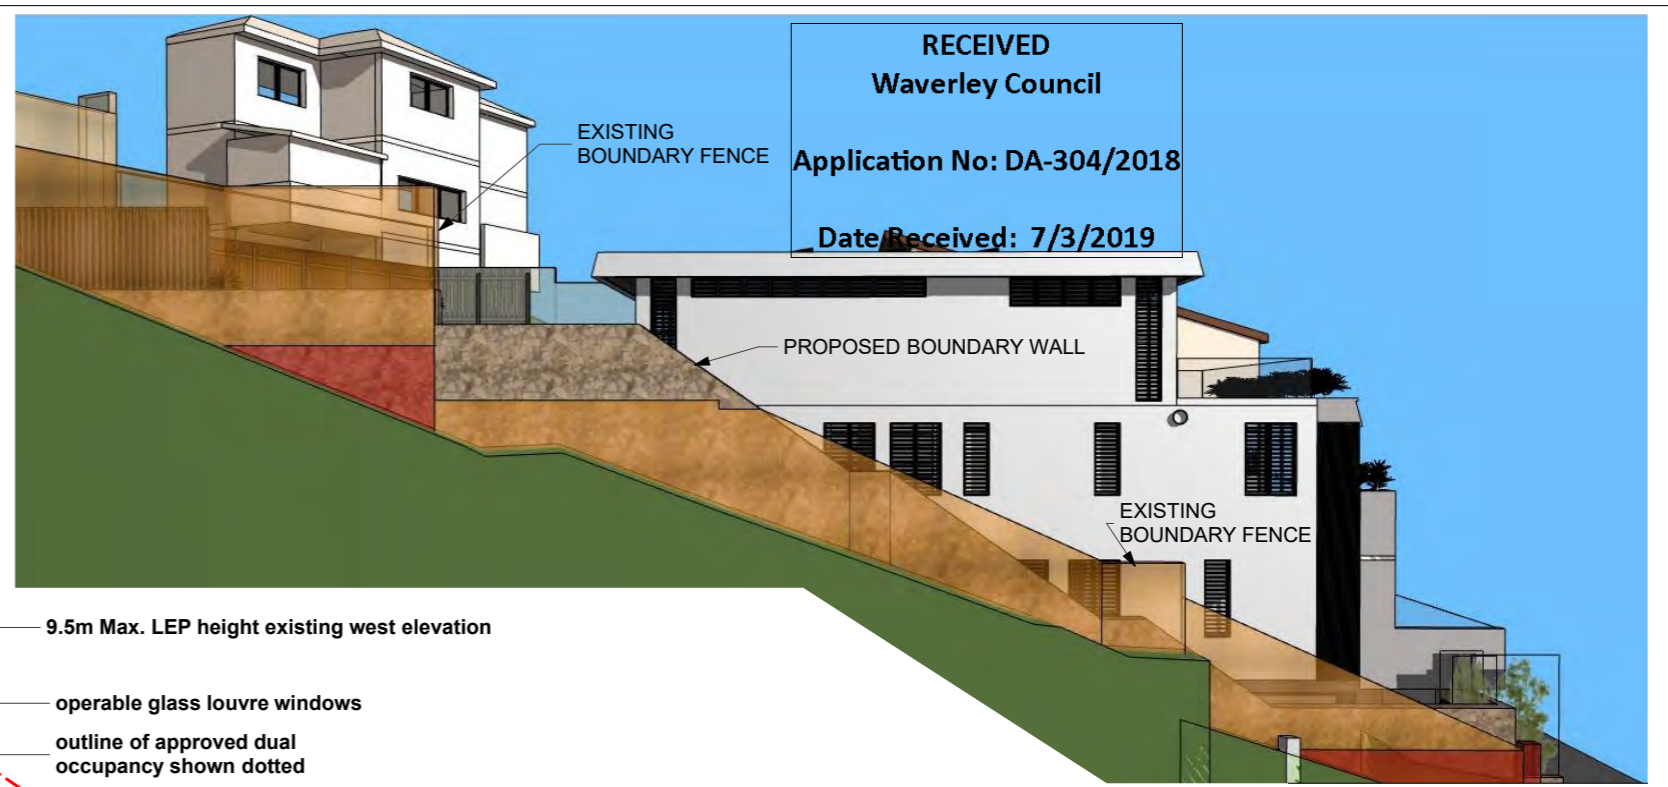 RECEIVED
Waverley Council
Application No: DA-304/2018
Date Received: 7/3/2019
EXISTING
BOUNDARY FENCE
PROPOSED BOUNDARY WALL
EXISTING
BOUNDARY FENCE
9.5m Max. LEP height existing west elevation
operable glass louvre windows
outline of approved dual
occupancy shown dotted